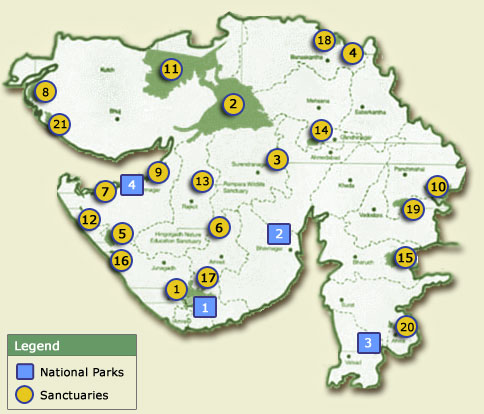 18
4
Banaskantha
11
Kutch
8
2
Mehsana
Sabarkantha
21
Bhuj
14
Gandhinagar
Ahmedabad
3
Surendranagar
9
4
13
Panchmahal
10
7
Rampara Wildlife
Sanctuary
Kheda
Rajkot
12
19
Vadodara
5
6
2
Hingolgadh Nature
Education Sanctuary
Bhavnagar
16
Junagadh
Amreli
15
Bharuch
17
1
1
Surat
20
3
Valsad
Legend
National Parks
Sanctuaries